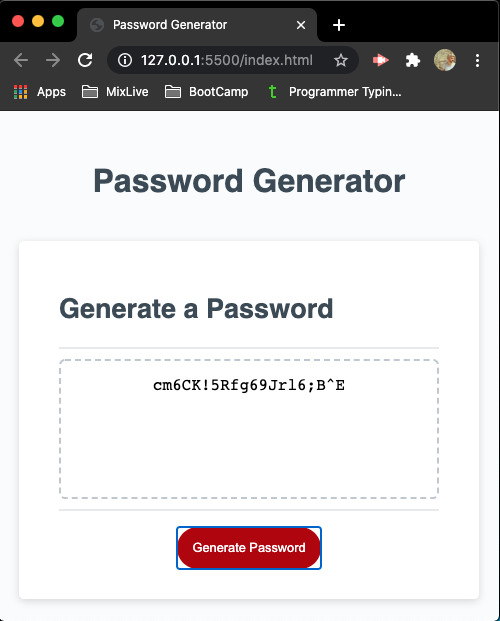 Password Generator
127.0.0.1:5500/index.html
Apps MixLive BootCamp Programmer Typin...
Password Generator
Generate a Password
cm6CK!5Rfg69Jrl6;B^E
Generate Password